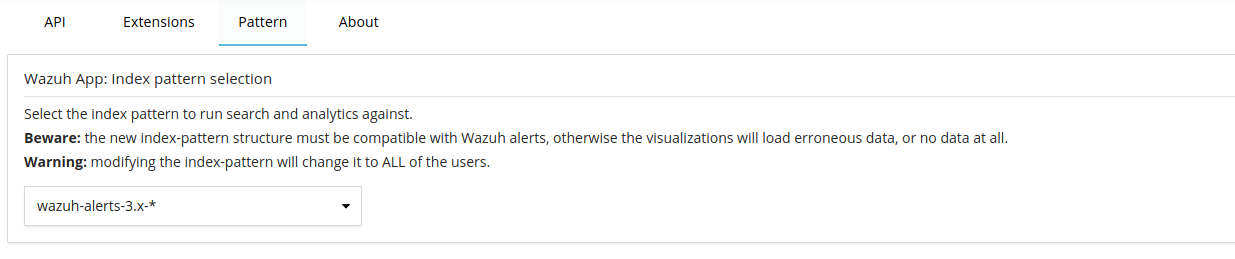 API Extensions Pattern About
Wazuh App: Index pattern selection
Select the index pattern to run search and analytics against.
Beware: the new index-pattern structure must be compatible with Wazuh alerts, otherwise the visualizations will load erroneous data, or no data at all.
Warning: modifying the index-pattern will change it to ALL of the users.
wazuh-alerts-3.x-*